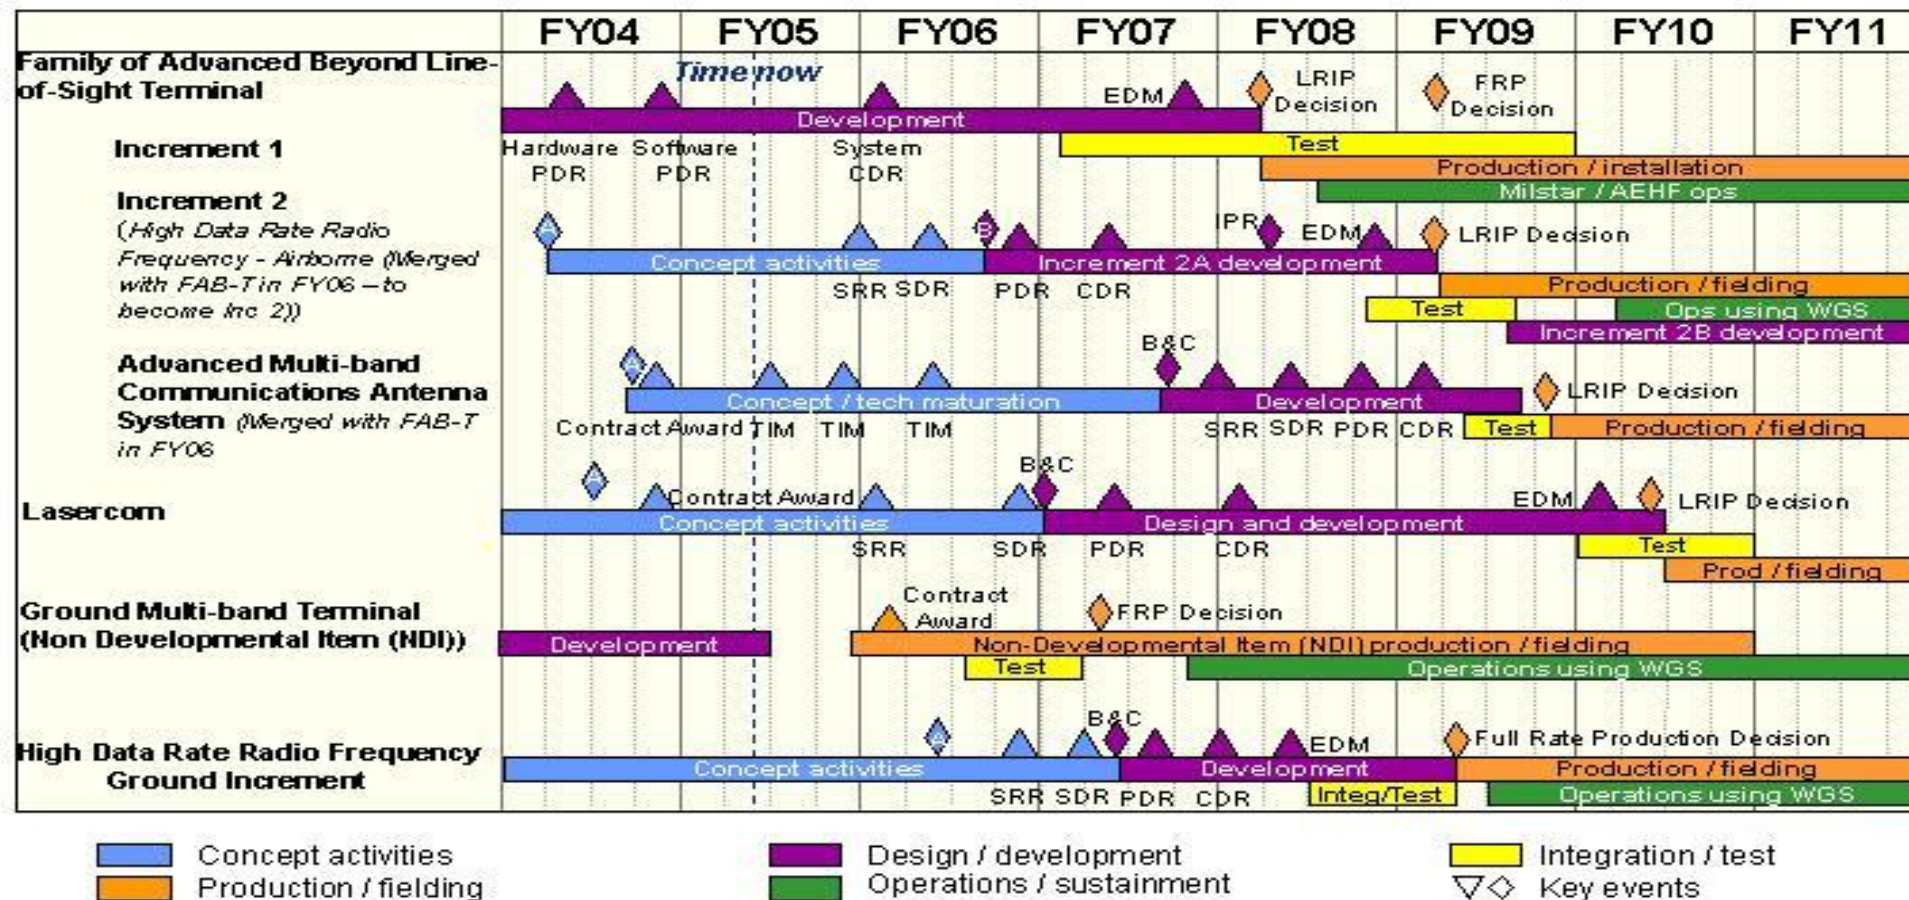 FY04 FY05 FY06 FY07 FY08 FY09 FY10 FY11
Family of Advanced Beyond Line-
of-Sight Terminal
Time now
EDM
LRIP
Decision
FRP
Decision
Development
Increment 1
Hardware
PDR
Software
PDR
System
CDR
Test
Production / installation
Milstar / AEHF ops
Increment 2
(High Data Rate Radio
Frequency - Airborne (Merged
with FAB-T in FY06 – to
become Inc 2))
A
B
IPR
EDM
LRIP Decision
Concept activities
Increment 2A development
SRR SDR PDR CDR
Production / fielding
Test
Ops using WGS
Increment 2B development
Advanced Multi-band
Communications Antenna
System (Merged with FAB-T
in FY06
A
B&C
LRIP Decision
Concept / tech maturation
Development
Contract Award TIM TIM TIM
SRR SDR PDR CDR
Test
Production / fielding
Lasercom
A
Contract Award
B&C
EDM
LRIP Decision
Concept activities
Design and development
SRR SDR PDR CDR
Test
Prod / fielding
Ground Multi-band Terminal
(Non Developmental Item (NDI))
Contract
Award
FRP Decision
Development
Non-Developmental Item (NDI) production / fielding
Test
Operations using WGS
High Data Rate Radio Frequency
Ground Increment
A
B&C
EDM
Full Rate Production Decision
Concept activities
Development
Production / fielding
SRR SDR PDR CDR
Integ/Test
Operations using WGS
Concept activities
Production / fielding
Design / development
Operations / sustainment
Integration / test
Key events